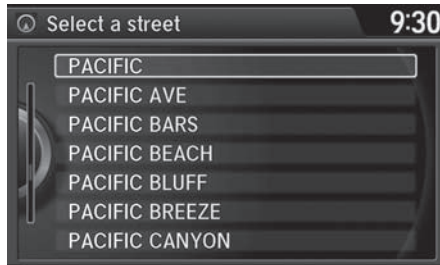 Select a street
9:30
PACIFIC
PACIFIC AVE
PACIFIC BARS
PACIFIC BEACH
PACIFIC BLUFF
PACIFIC BREEZE
PACIFIC CANYON